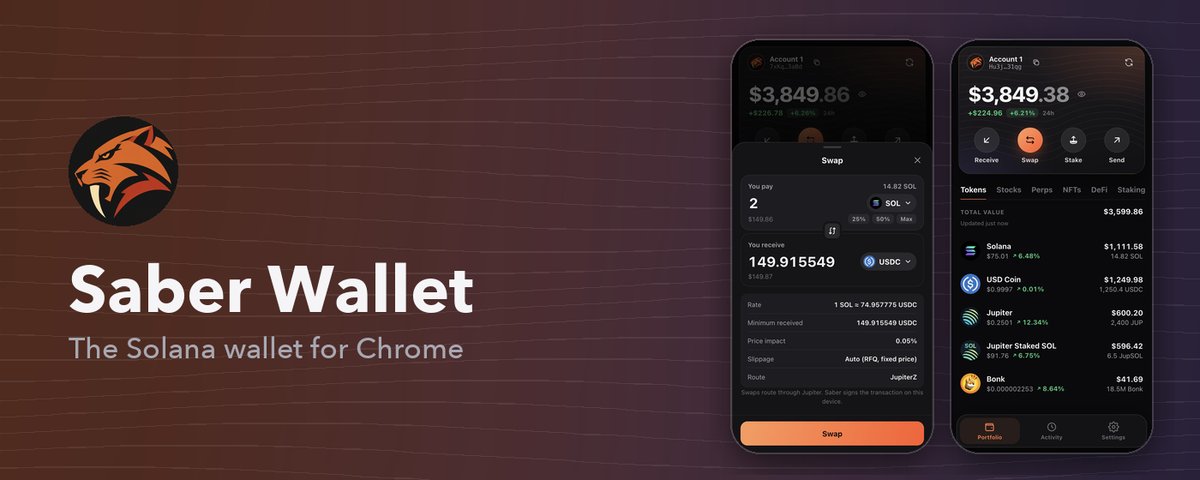 Saber Wallet
The Solana wallet for Chrome
Account 1
$3,849.86
+$226.78 +6.26% 24h
Swap
You pay 14.82 SOL
2 SOL
$149.86 25% 50% Max
You receive
149.915549 USDC
$149.87
Rate 1 SOL ≈ 74.957775 USDC
Minimum received 149.915549 USDC
Price impact 0.05%
Slippage Auto (RFQ, fixed price)
Route JupiterZ
Swaps route through Jupiter. Saber signs the transaction on this
device.
Swap
Account 1
Hu3j...31qg
$3,849.38
+$224.96 +6.21% 24h
Receive Swap Stake Send
Tokens Stocks Perps NFTs DeFi Staking
TOTAL VALUE $3,599.86
Updated just now
Solana $1,111.58
$75.01 ↗ 6.48% 14.82 SOL
USD Coin $1,249.98
$0.9997 ↗ 0.01% 1,250.4 USDC
Jupiter $600.20
$0.2501 ↗ 12.34% 2,400 JUP
SOL
Jupiter Staked SOL $596.42
$91.76 ↗ 6.75% 6.5 JupSOL
Bonk $41.69
$0.000002253 ↗ 8.64% 18.5M Bonk
Portfolio Activity Settings